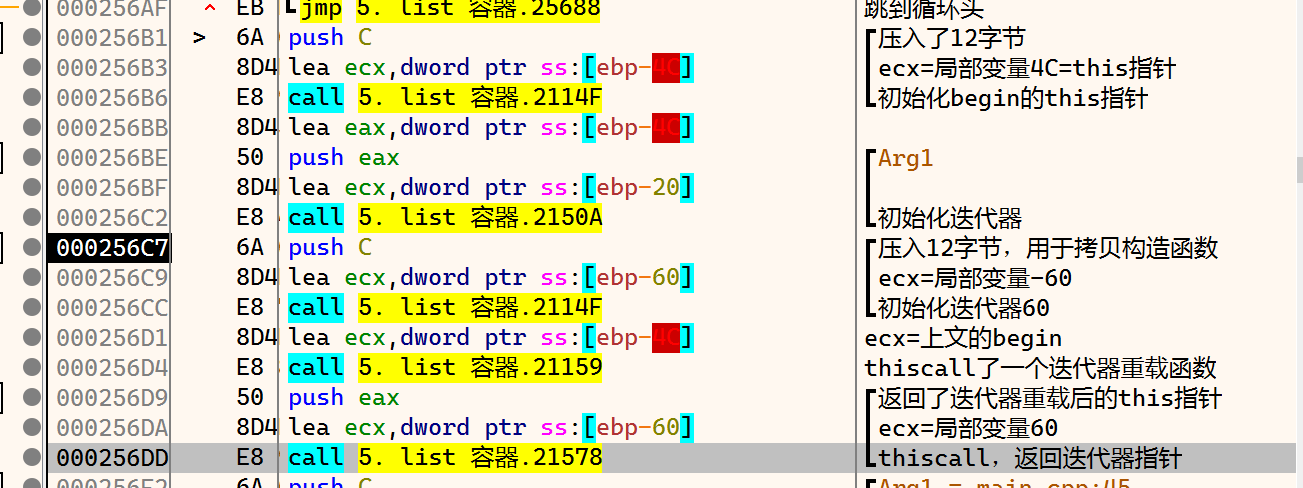 000256AF EB jmp 5. list 容器.25688 跳到循环头
000256B1 > 6A push C 压入了12字节
000256B3 8D4 lea ecx,dword ptr ss:[ebp-4C] ecx=局部变量4C=this指针
000256B6 E8 call 5. list 容器.2114F 初始化begin的this指针
000256BB 8D4 lea eax,dword ptr ss:[ebp-4C]
000256BE 50 push eax Arg1
000256BF 8D4 lea ecx,dword ptr ss:[ebp-20]
000256C2 E8 call 5. list 容器.2150A 初始化迭代器
000256C7 6A push C 压入12字节，用于拷贝构造函数
000256C9 8D4 lea ecx,dword ptr ss:[ebp-60] ecx=局部变量-60
000256CC E8 call 5. list 容器.2114F 初始化迭代器60
000256D1 8D4 lea ecx,dword ptr ss:[ebp-4C] ecx=上文的begin
000256D4 E8 call 5. list 容器.21159 thiscall了一个迭代器重载函数
000256D9 50 push eax 返回了迭代器重载后的this指针
000256DA 8D4 lea ecx,dword ptr ss:[ebp-60] ecx=局部变量60
000256DD E8 call 5. list 容器.21578 thiscall，返回迭代器指针
000256E2 6A push C Arg1 = main.cpp:45